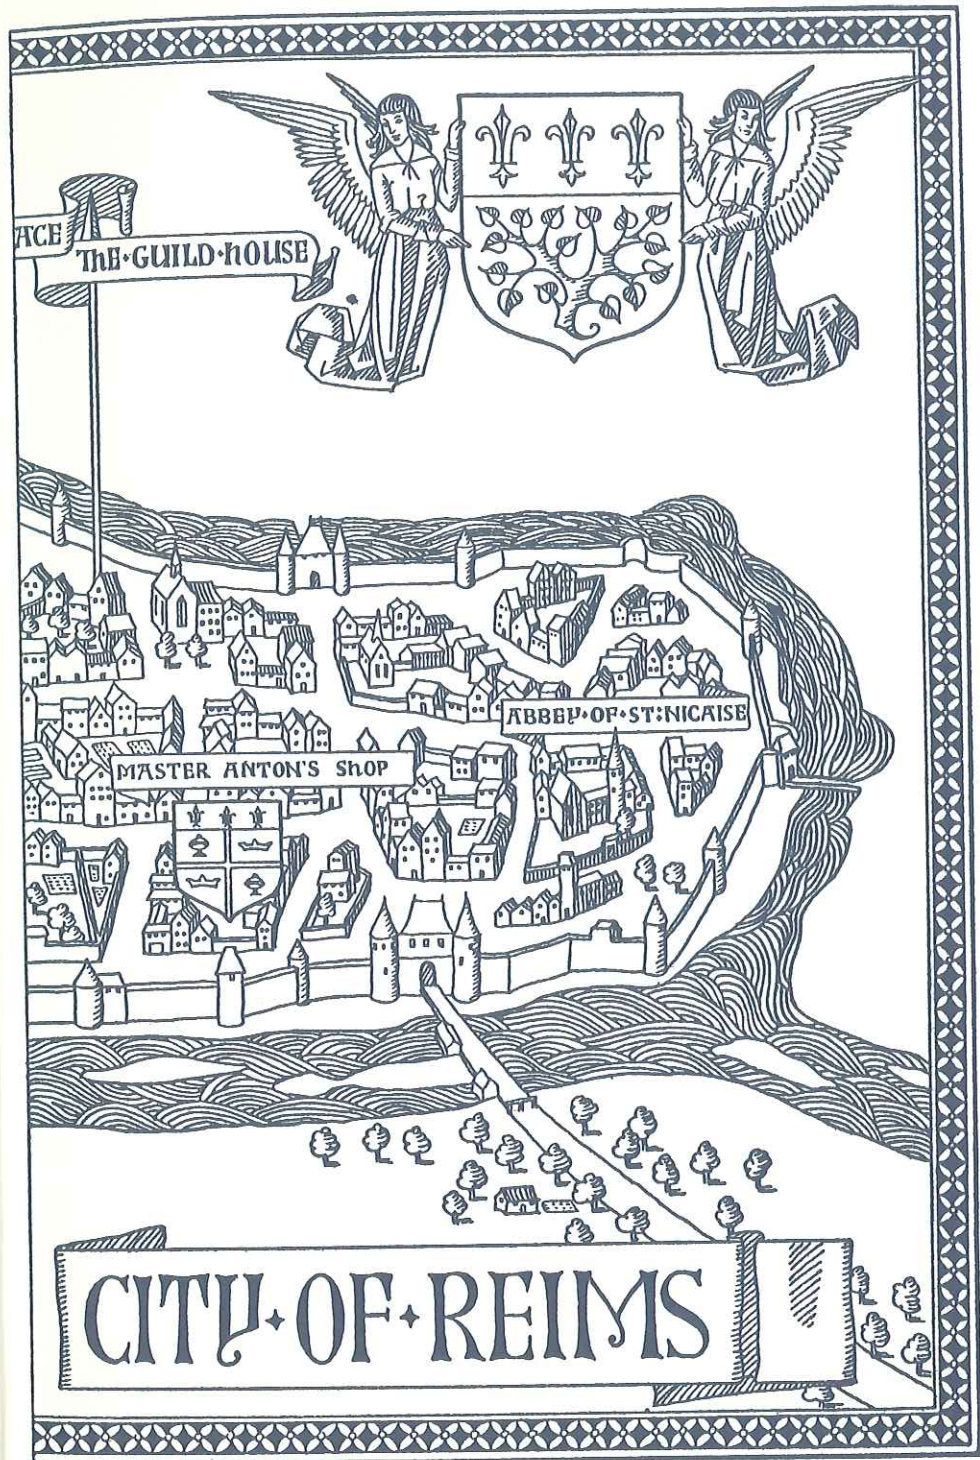 ACE
THE·GUILD·HOUSE
ABBEY·OF·ST:NICAISE
MASTER ANTON'S SHOP
CITY·OF·REIMS